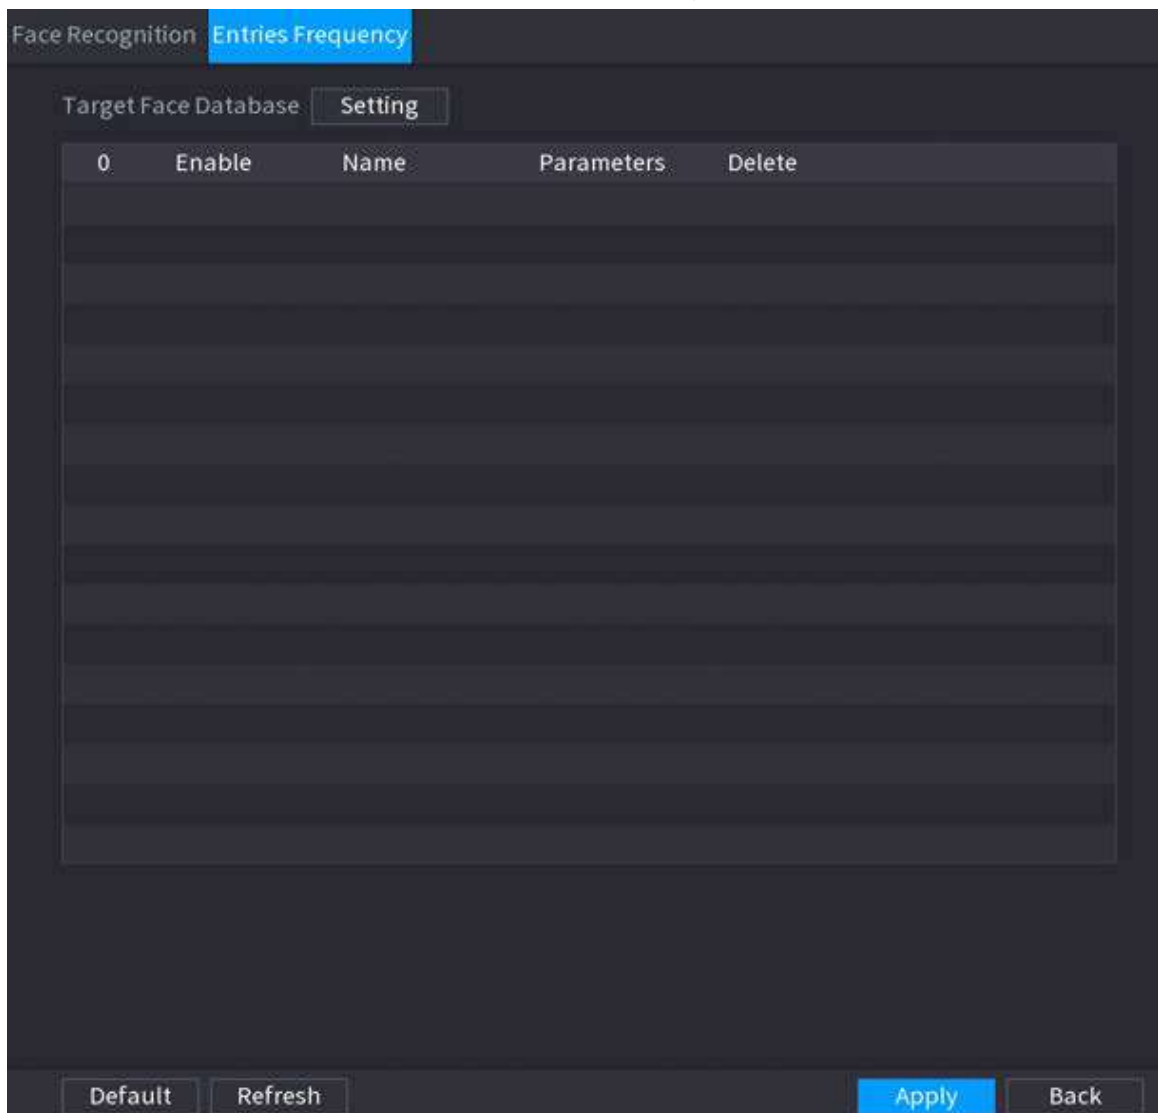 Face Recognition Entries Frequency
Target Face Database Setting
0 Enable Name Parameters Delete
Default Refresh Apply Back